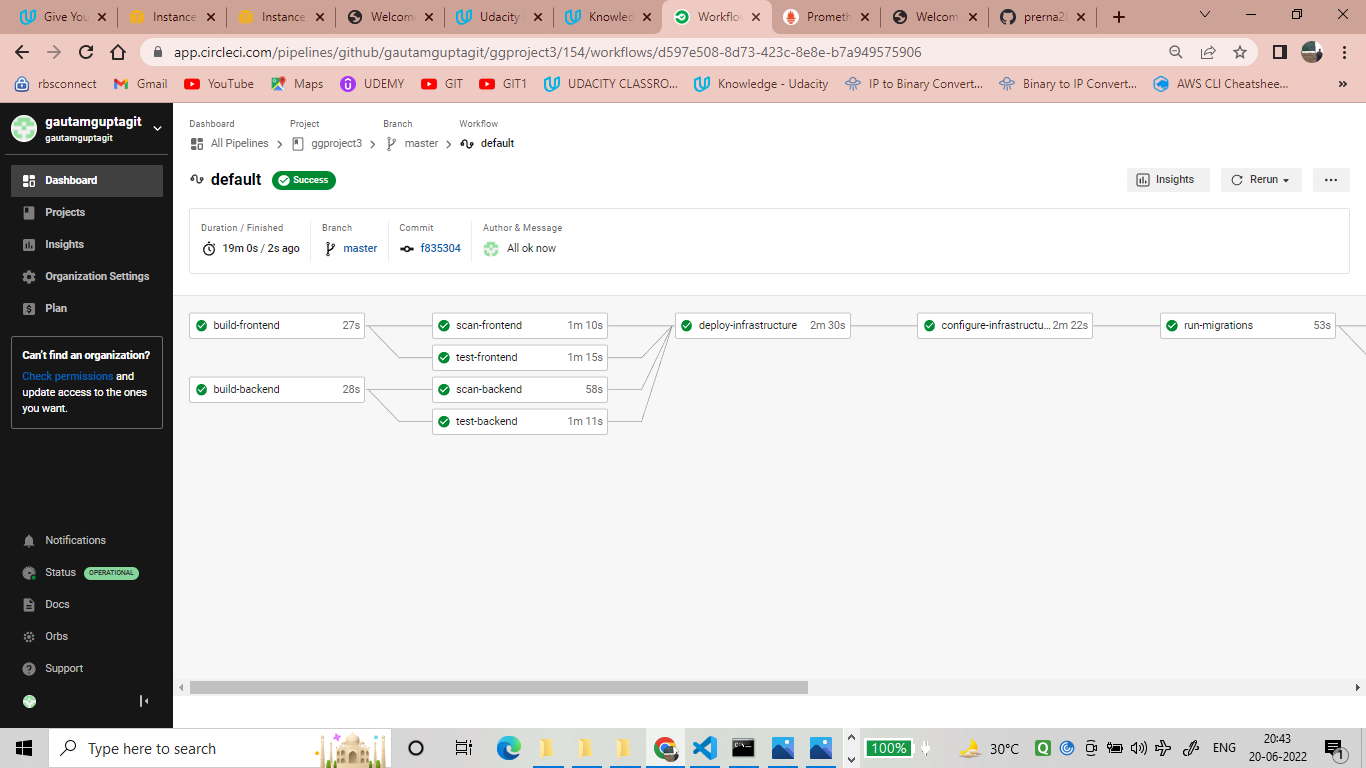 Give You
Instance
Instance
Welcome
Udacity
Knowled
Workflo
Prometh
Welcom
prerna2
app.circleci.com/pipelines/github/gautamguptagit/ggproject3/154/workflows/d597e508-8d73-423c-8e8e-b7a949575906
rbsconnect
Gmail
YouTube
Maps
UDEMY
GIT
GIT1
UDACITY CLASSRO...
Knowledge - Udacity
IP to Binary Convert...
Binary to IP Convert...
AWS CLI Cheatshee...
»
gautamguptagit
gautamguptagit
Dashboard
Projects
Insights
Organization Settings
Plan
Can't find an organization?
Check permissions and
update access to the ones
you want.
Notifications
Status OPERATIONAL
Docs
Orbs
Support
Dashboard Project Branch Workflow
All Pipelines ggproject3 master default
default Success
Insights
Rerun
Duration / Finished
19m 0s / 2s ago
Branch
master
Commit
f835304
Author & Message
All ok now
build-frontend 27s
scan-frontend 1m 10s
deploy-infrastructure 2m 30s
configure-infrastructu... 2m 22s
run-migrations 53s
test-frontend 1m 15s
build-backend 28s
scan-backend 58s
test-backend 1m 11s
Type here to search
100%
30°C
ENG
20:43
20-06-2022
1